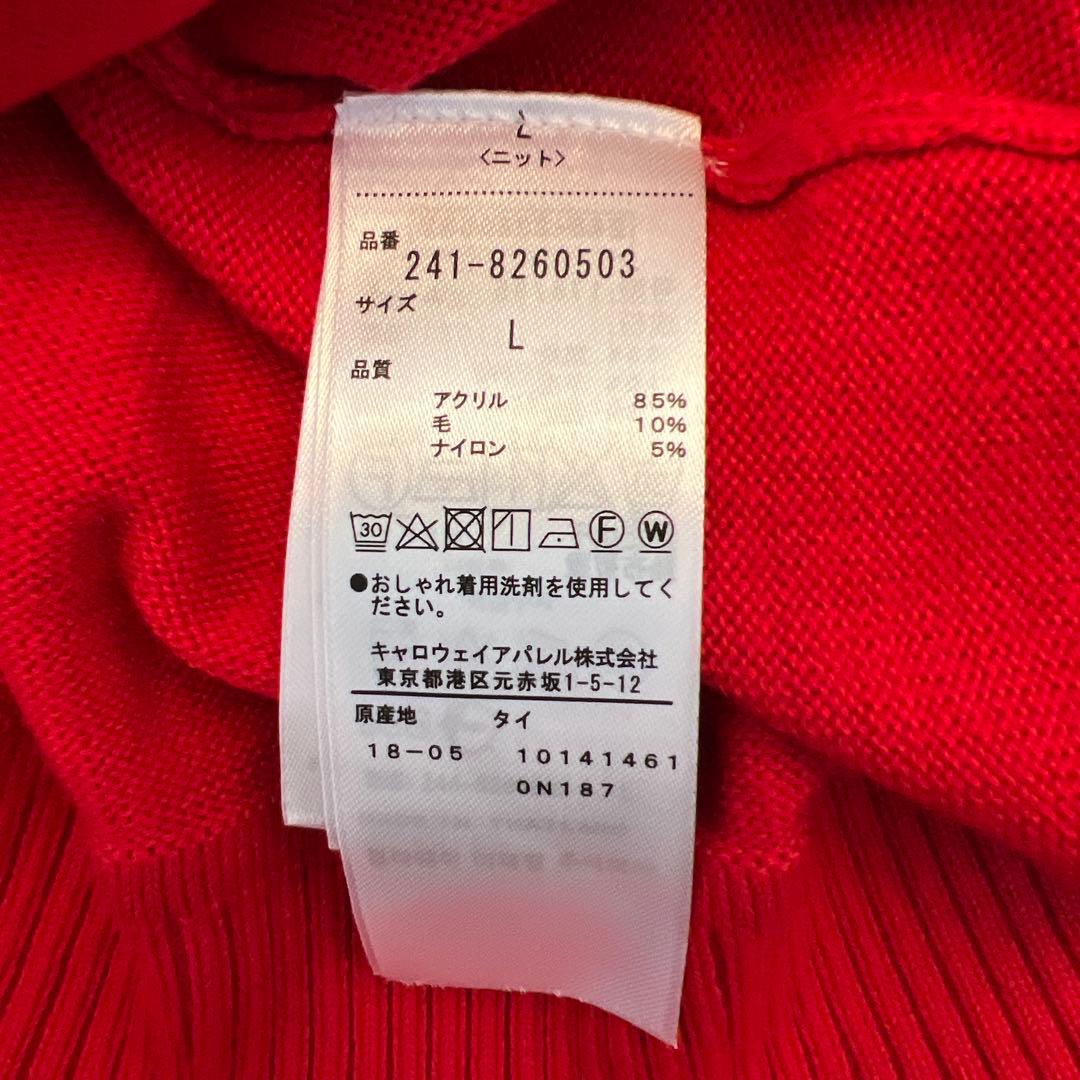 L
〈ニット〉
品番
241-8260503
サイズ
L
品質
アクリル 85%
毛 10%
ナイロン 5%
30
F W
●おしゃれ着用洗剤を使用してく
ださい。
キャロウェイアパレル株式会社
東京都港区元赤坂1-5-12
原産地 タイ
18-05 10141461
0N187